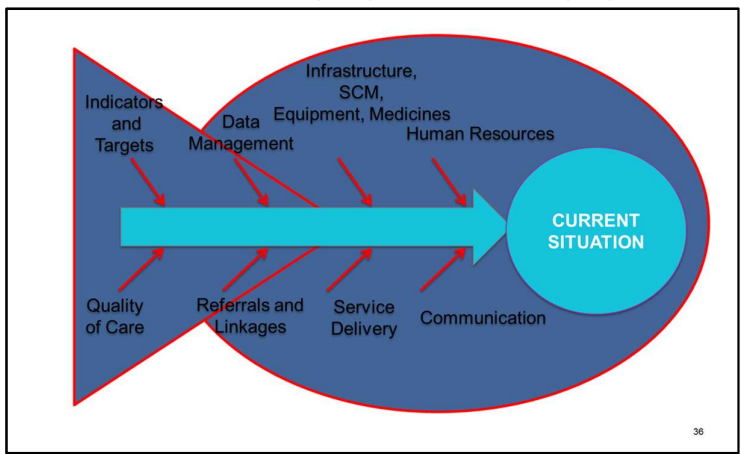 Infrastructure,
SCM,
Equipment, Medicines
Indicators
and
Targets
Data
Management
Human Resources
CURRENT
SITUATION
Quality
of Care
Referrals and
Linkages
Service
Delivery
Communication
36